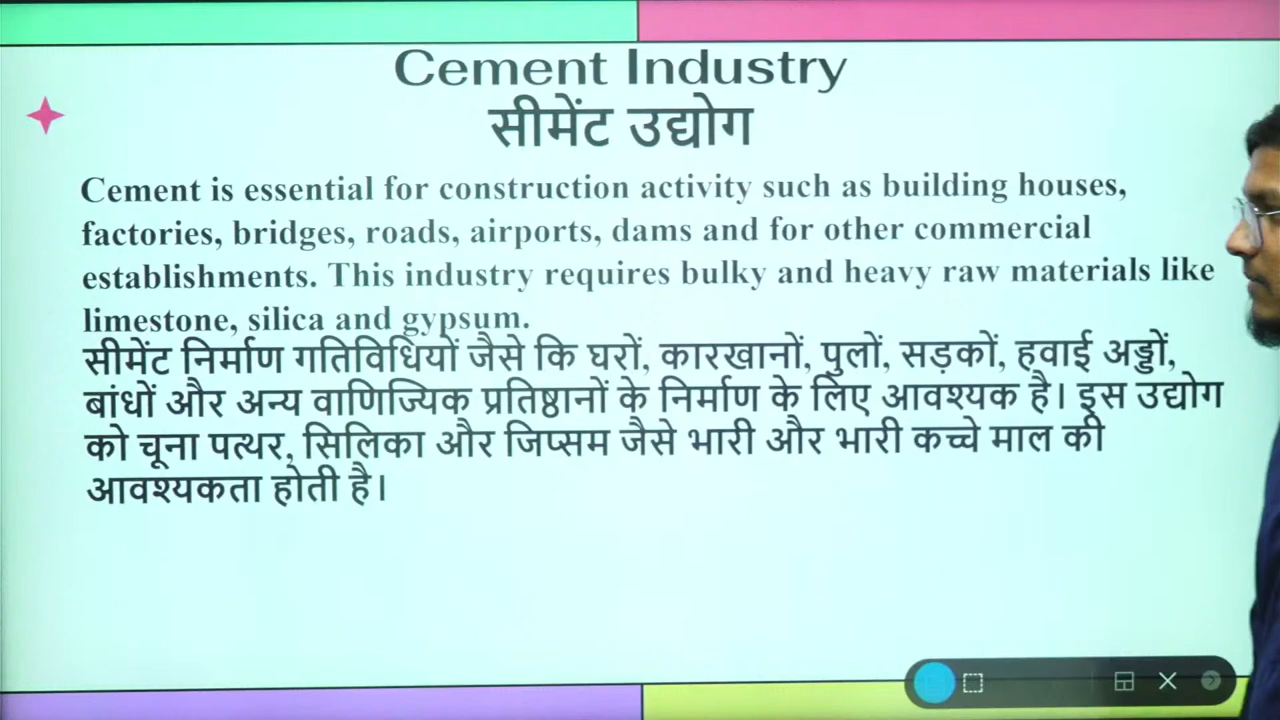 Cement Industry
सीमेंट उद्योग
Cement is essential for construction activity such as building houses,
factories, bridges, roads, airports, dams and for other commercial
establishments. This industry requires bulky and heavy raw materials like
limestone, silica and gypsum.
सीमेंट निर्माण गतिविधियों जैसे कि घरों, कारखानों, पुलों, सड़कों, हवाई अड्डों,
बांधों और अन्य वाणिज्यिक प्रतिष्ठानों के निर्माण के लिए आवश्यक है। इस उद्योग
को चूना पत्थर, सिलिका और जिप्सम जैसे भारी और भारी कच्चे माल की
आवश्यकता होती है।